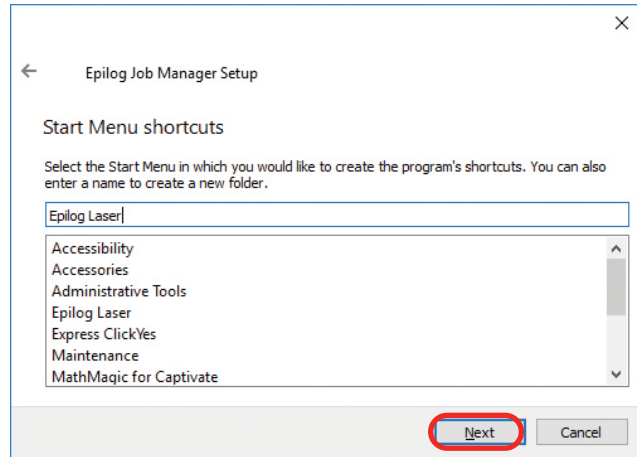 Epilog Job Manager Setup
Start Menu shortcuts
Select the Start Menu in which you would like to create the program's shortcuts. You can also
enter a name to create a new folder.
Epilog Laser
Accessibility
Accessories
Administrative Tools
Epilog Laser
Express ClickYes
Maintenance
MathMagic for Captivate
Next Cancel